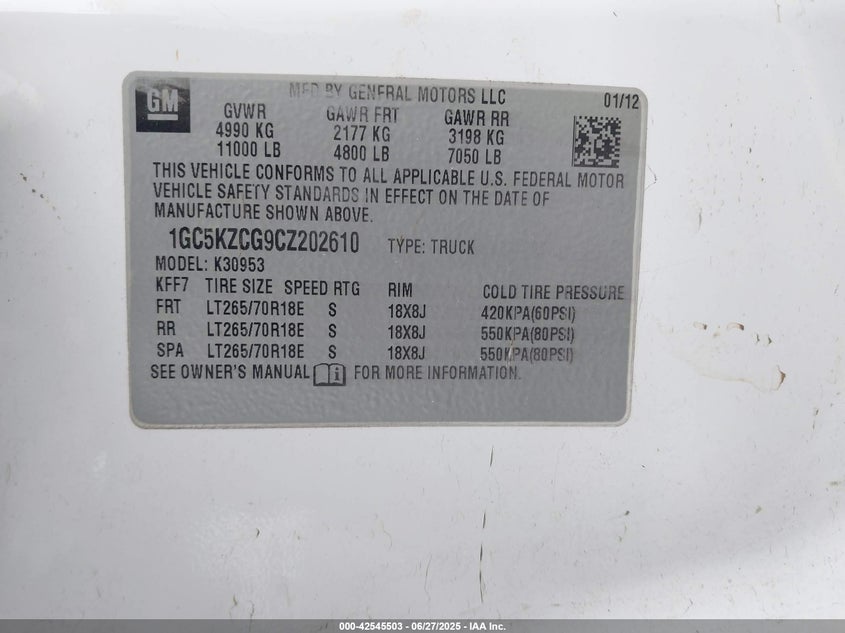 GM
MFD BY GENERAL MOTORS LLC 01/12
GVWR GAWR FRT GAWR RR
4990 KG 2177 KG 3198 KG
11000 LB 4800 LB 7050 LB
THIS VEHICLE CONFORMS TO ALL APPLICABLE U.S. FEDERAL MOTOR
VEHICLE SAFETY STANDARDS IN EFFECT ON THE DATE OF
MANUFACTURE SHOWN ABOVE.
1GC5KZCG9CZ202610 TYPE: TRUCK
MODEL: K30953
KFF7 TIRE SIZE SPEED RTG RIM COLD TIRE PRESSURE
FRT LT265/70R18E S 18X8J 420KPA(60PSI)
RR LT265/70R18E S 18X8J 550KPA(80PSI)
SPA LT265/70R18E S 18X8J 550KPA(80PSI)
SEE OWNER'S MANUAL i FOR MORE INFORMATION.
000-42545503 - 06/27/2025 - IAA Inc.